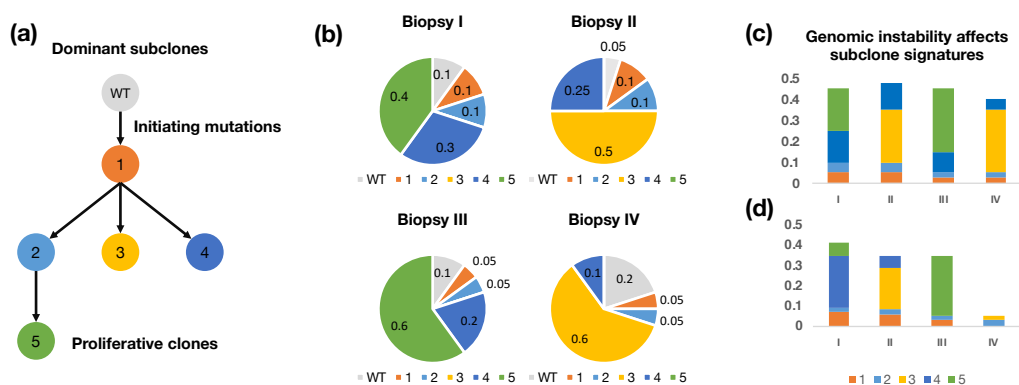 (a)
Dominant subclones
WT
Initiating mutations
1
2
3
4
5
Proliferative clones
(b)
Biopsy I
0.1
0.1
0.1
0.3
0.4
WT 1 2 3 4 5
Biopsy II
0.05
0.1
0.1
0.5
0.25
WT 1 2 3 4 5
Biopsy III
0.1
0.05
0.05
0.2
0.6
WT 1 2 3 4 5
Biopsy IV
0.2
0.05
0.05
0.6
0.1
WT 1 2 3 4 5
(c)
Genomic instability affects
subclone signatures
0.5
0.4
0.3
0.2
0.1
0
I II III IV
(d)
0.5
0.4
0.3
0.2
0.1
0
I II III IV
1 2 3 4 5